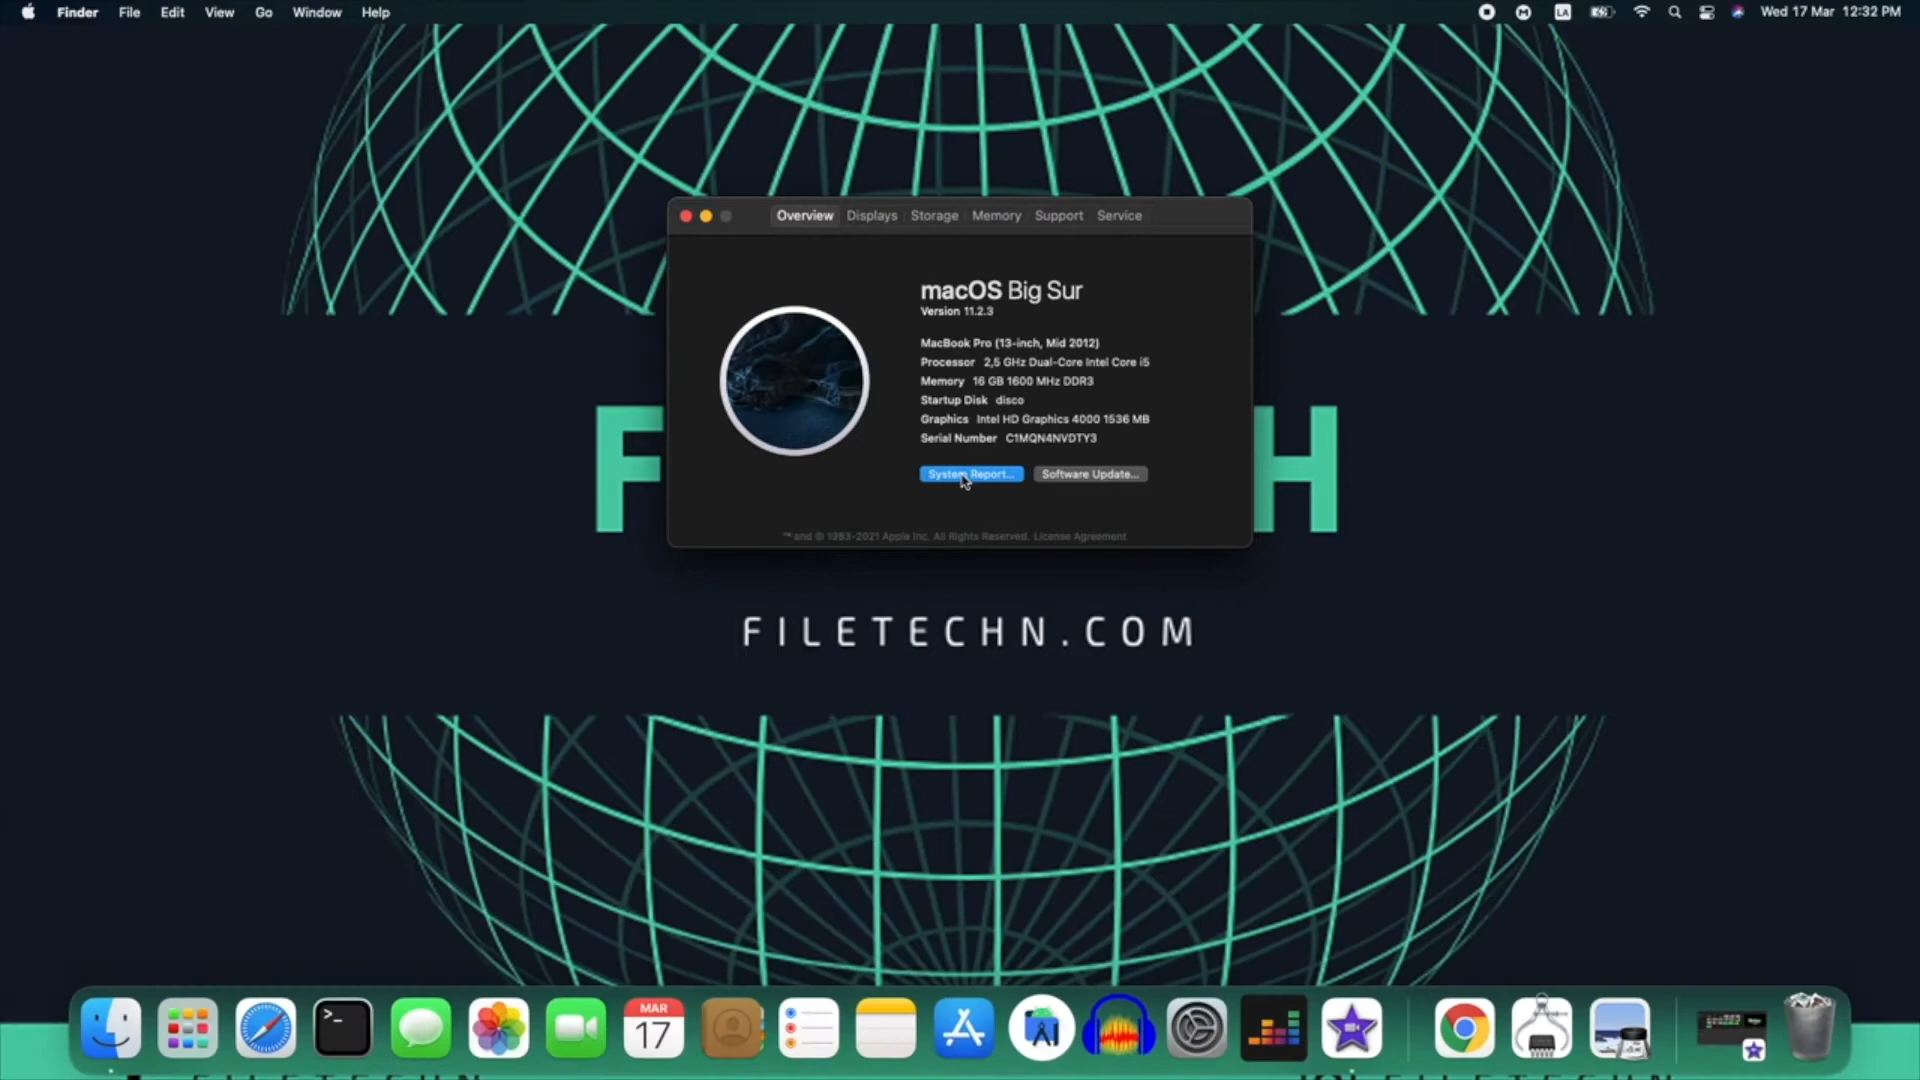 Finder File Edit View Go Window Help
LA
Wed 17 Mar 12:32 PM
Overview Displays Storage Memory Support Service
macOS Big Sur
Version 11.2.3
MacBook Pro (13-inch, Mid 2012)
Processor 2,5 GHz Dual-Core Intel Core i5
Memory 16 GB 1600 MHz DDR3
Startup Disk disco
Graphics Intel HD Graphics 4000 1536 MB
Serial Number C1MQN4NVDTY3
System Report... Software Update...
™ and © 1983-2021 Apple Inc. All Rights Reserved. License Agreement
F H
FILETECHN.COM
>_
MAR
17